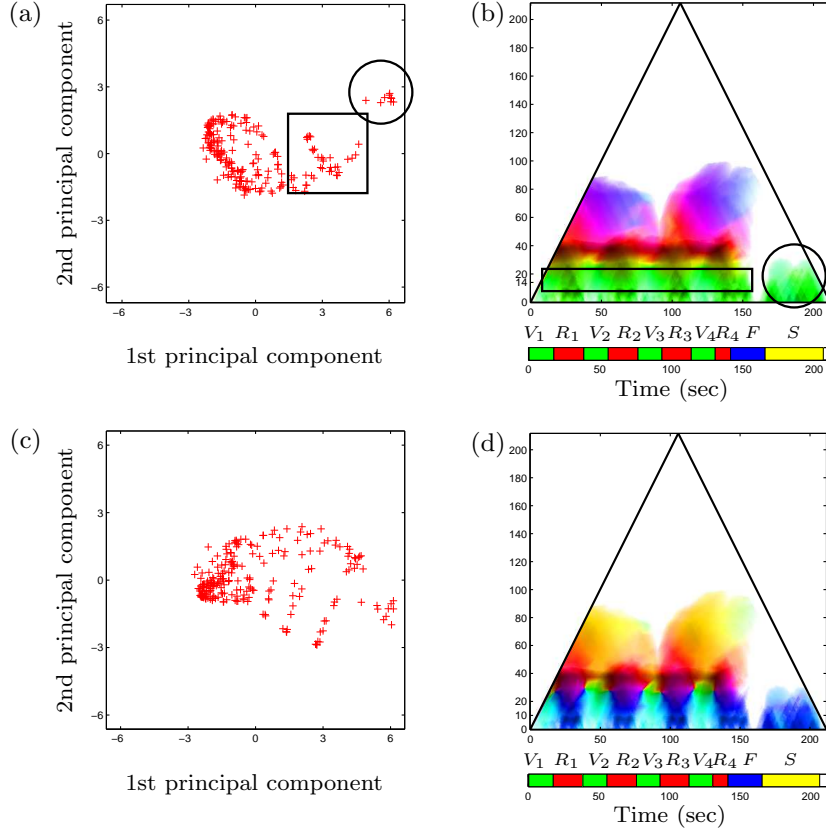 (a)
6
3
0
−3
−6
−6 −3 0 3 6
2nd principal component
1st principal component
(b)
200
180
160
140
120
100
80
60
40
20
14
0
0 50 100 150 200
V1 R1 V2 R2 V3 R3 V4 R4 F S
0 50 100 150 200
Time (sec)
(c)
6
3
0
−3
−6
−6 −3 0 3 6
2nd principal component
1st principal component
(d)
200
180
160
140
120
100
80
60
40
20
0
0 50 100 150 200
V1 R1 V2 R2 V3 R3 V4 R4 F S
0 50 100 150 200
Time (sec)